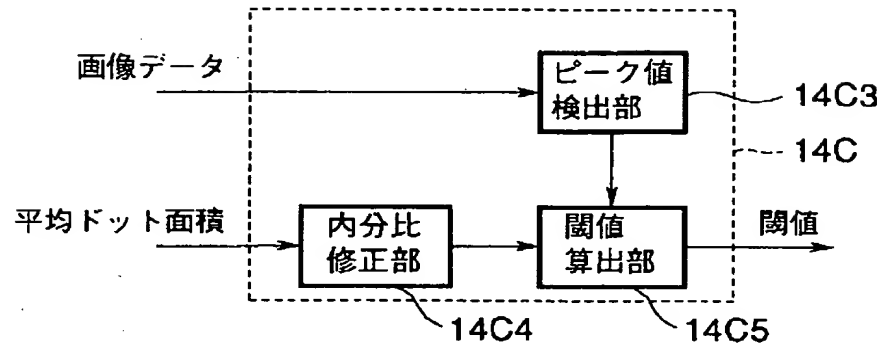 画像データ
ピーク値
検出部
14C3
14C
平均ドット面積
内分比
修正部
閾値
算出部
閾値
14C4
14C5